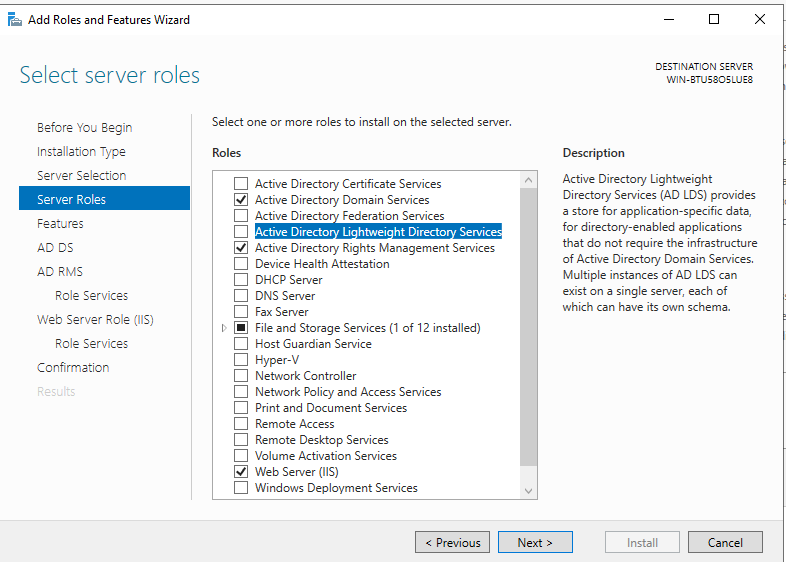 Add Roles and Features Wizard
Select server roles
DESTINATION SERVER
WIN-BTU58O5LUE8
Before You Begin
Installation Type
Server Selection
Server Roles
Features
AD DS
AD RMS
Role Services
Web Server Role (IIS)
Role Services
Confirmation
Results
Select one or more roles to install on the selected server.
Roles
Active Directory Certificate Services
Active Directory Domain Services
Active Directory Federation Services
Active Directory Lightweight Directory Services
Active Directory Rights Management Services
Device Health Attestation
DHCP Server
DNS Server
Fax Server
File and Storage Services (1 of 12 installed)
Host Guardian Service
Hyper-V
Network Controller
Network Policy and Access Services
Print and Document Services
Remote Access
Remote Desktop Services
Volume Activation Services
Web Server (IIS)
Windows Deployment Services
Description
Active Directory Lightweight
Directory Services (AD LDS) provides
a store for application-specific data,
for directory-enabled applications
that do not require the infrastructure
of Active Directory Domain Services.
Multiple instances of AD LDS can
exist on a single server, each of
which can have its own schema.
< Previous
Next >
Install
Cancel